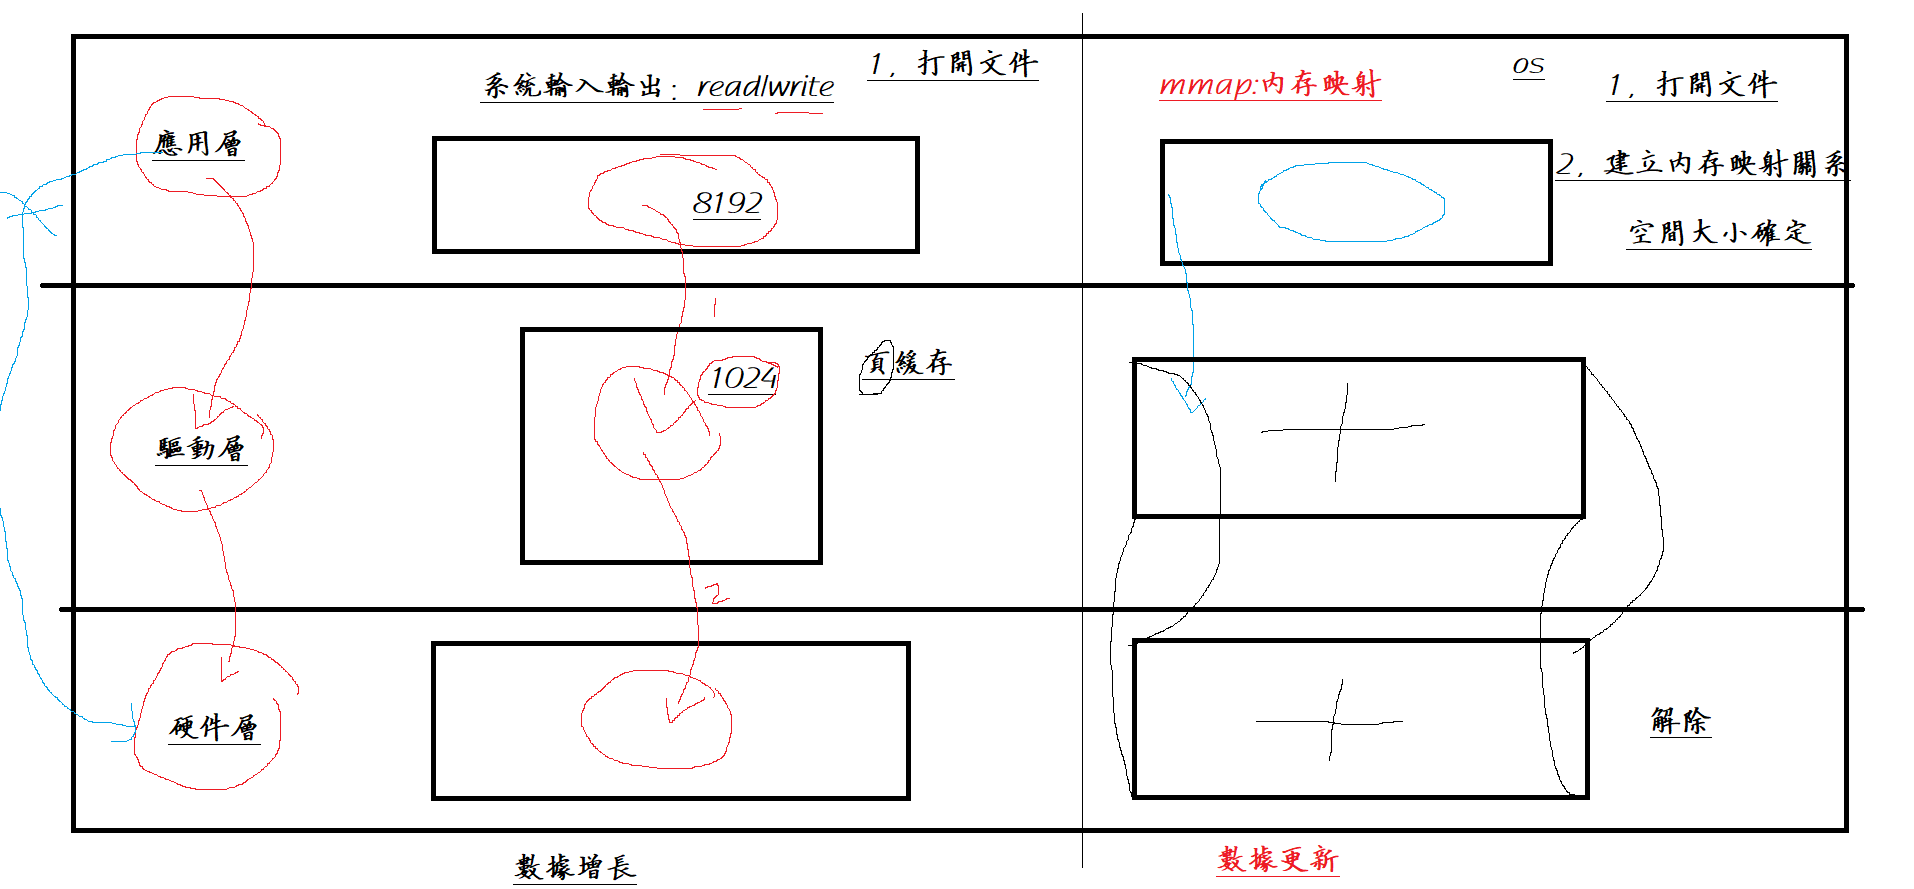 系統輸入輸出：read/write
1，打開文件
mmap:内存映射
os
1，打開文件
應用層
8192
2，建立内存映射關系
空間大小確定
1
驅動層
1024
頁緩存
2
硬件層
解除
數據增長
數據更新